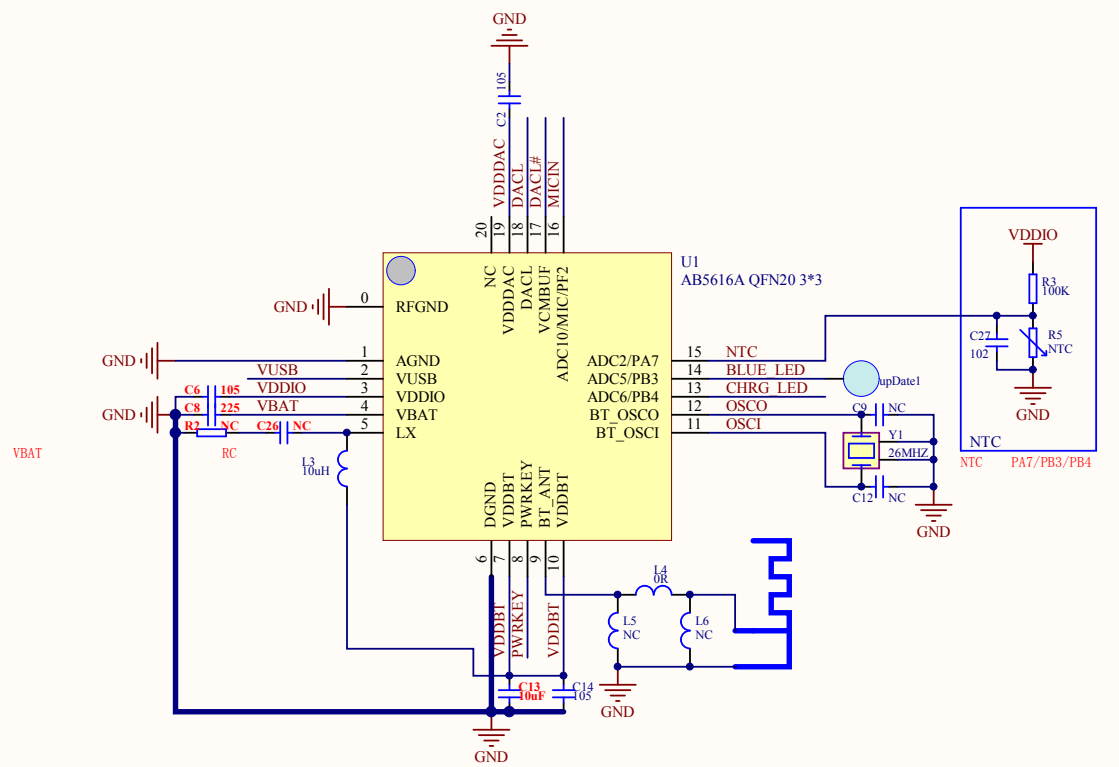 GND
105
C2
VDDDAC
DACL
DACL#
MICIN
20
19
18
17
16
NC
VDDDAC
DACL
VCMBUF
ADC10/MIC/PF2
U1
AB5616A QFN20 3*3
GND
0
RFGND
GND
1
AGND
VUSB
2
VUSB
C6
105
VDDIO
3
VDDIO
GND
C8
225
VBAT
4
VBAT
R2
NC
C26
NC
5
LX
VBAT
RC
L3
10uH
ADC2/PA7
15
NTC
ADC5/PB3
14
BLUE_LED
upDate1
ADC6/PB4
13
CHRG_LED
BT_OSCO
12
OSCO
BT_OSCI
11
OSCI
C9
NC
Y1
26MHZ
C12
NC
GND
VDDIO
R3
100K
C27
102
R5
NTC
GND
NTC
NTC
PA7/PB3/PB4
DGND
VDDBT
PWRKEY
BT_ANT
VDDBT
6
7
8
9
10
VDDBT
PWRKEY
VDDBT
L4
0R
L5
NC
L6
NC
GND
C13
10uF
C14
105
GND